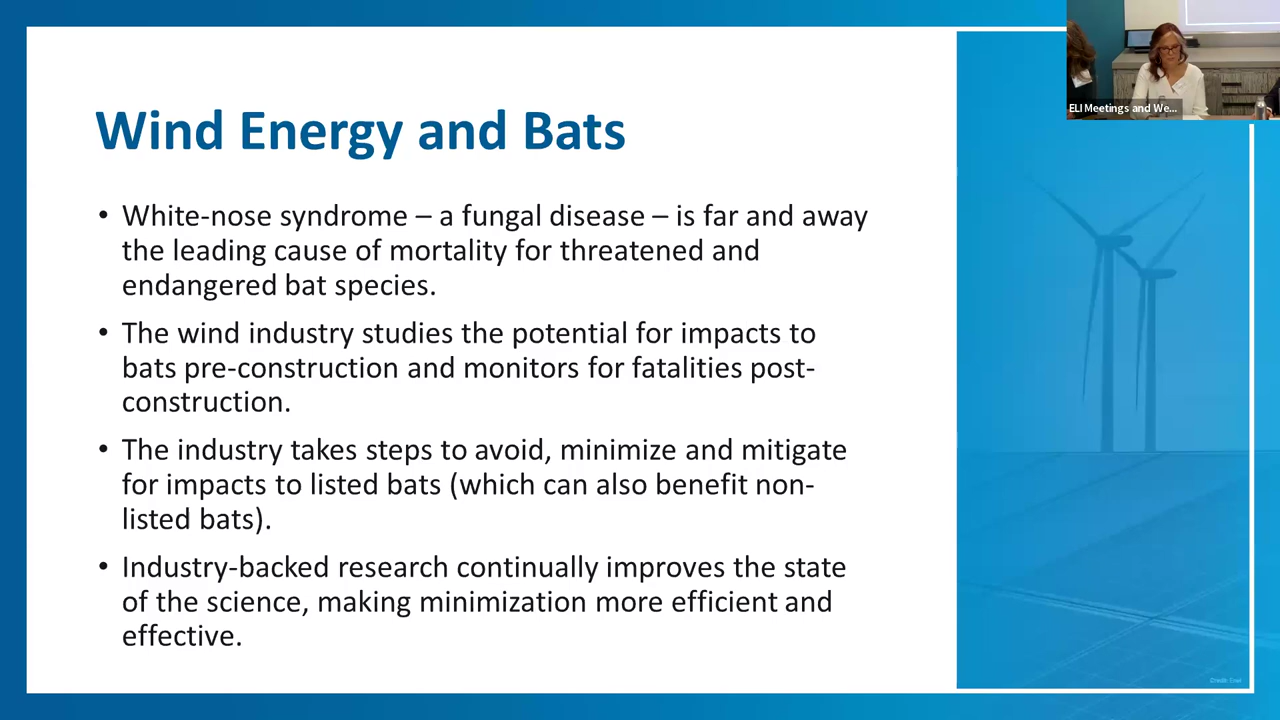 ELI Meetings and We...
Wind Energy and Bats
• White-nose syndrome – a fungal disease – is far and away
the leading cause of mortality for threatened and
endangered bat species.
• The wind industry studies the potential for impacts to
bats pre-construction and monitors for fatalities post-
construction.
• The industry takes steps to avoid, minimize and mitigate
for impacts to listed bats (which can also benefit non-
listed bats).
• Industry-backed research continually improves the state
of the science, making minimization more efficient and
effective.
Credit: Enel